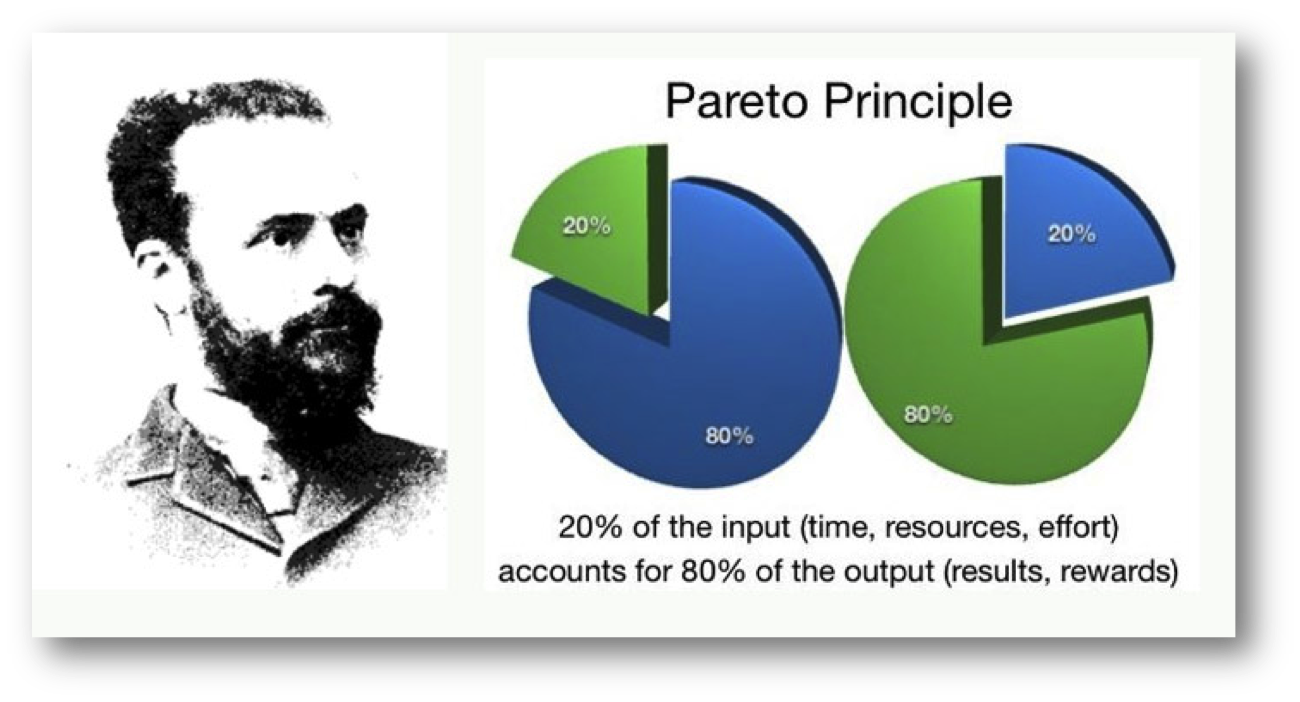 Pareto Principle
20%
80%
20%
80%
20% of the input (time, resources, effort)
accounts for 80% of the output (results, rewards)